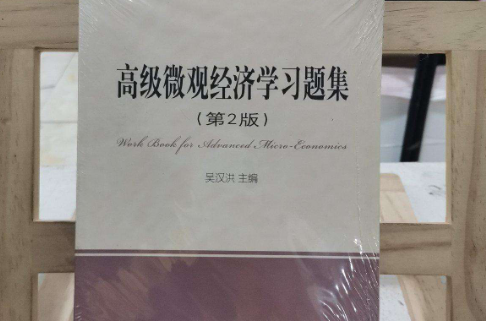 高级微观经济学习题集
（第2版）
Work Book for Advanced Micro-Economics
吴汉洪 主编